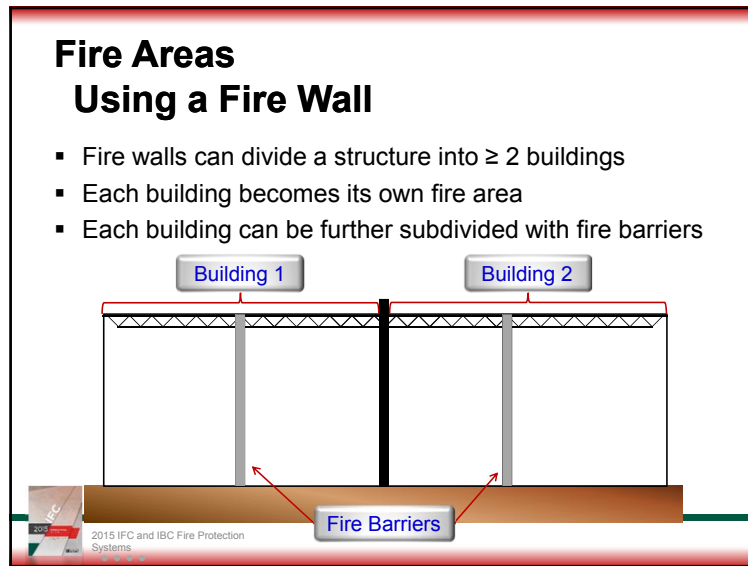 Fire Areas
Using a Fire Wall
▪ Fire walls can divide a structure into ≥ 2 buildings
▪ Each building becomes its own fire area
▪ Each building can be further subdivided with fire barriers
Building 1
Building 2
Fire Barriers
IFC
2015
2015 IFC and IBC Fire Protection
Systems